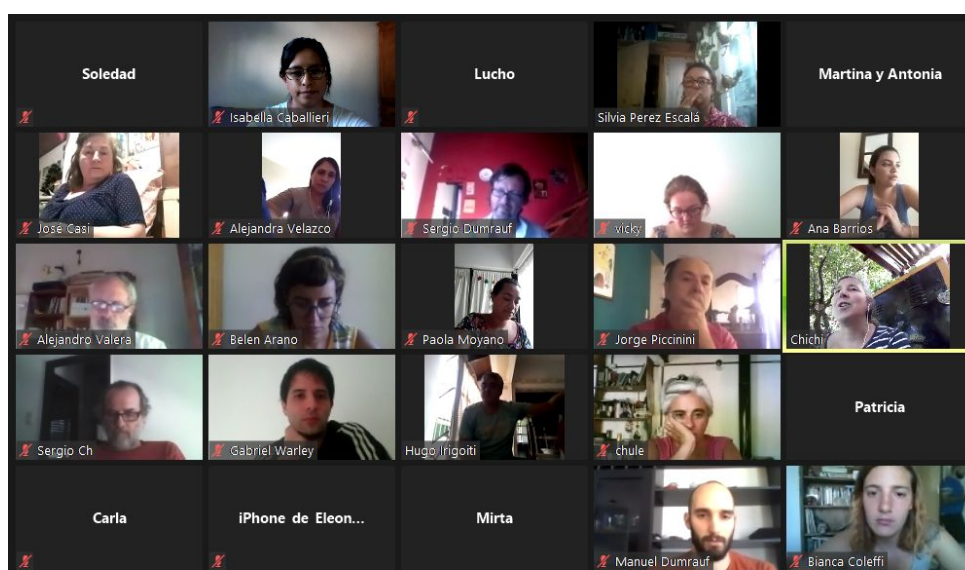 Soledad
Isabella Caballieri
Lucho
Silvia Perez Escalá
Martina y Antonia
José Casi
Alejandra Velazco
Sergio Dumrauf
vicky
Ana Barrios
Alejandro Valera
Belen Arano
Paola Moyano
Jorge Piccinini
Chichi
Sergio Ch
Gabriel Warley
Hugo Irigoiti
chule
Patricia
Carla
iPhone de Eleon...
Mirta
Manuel Dumrauf
Bianca Coleffi